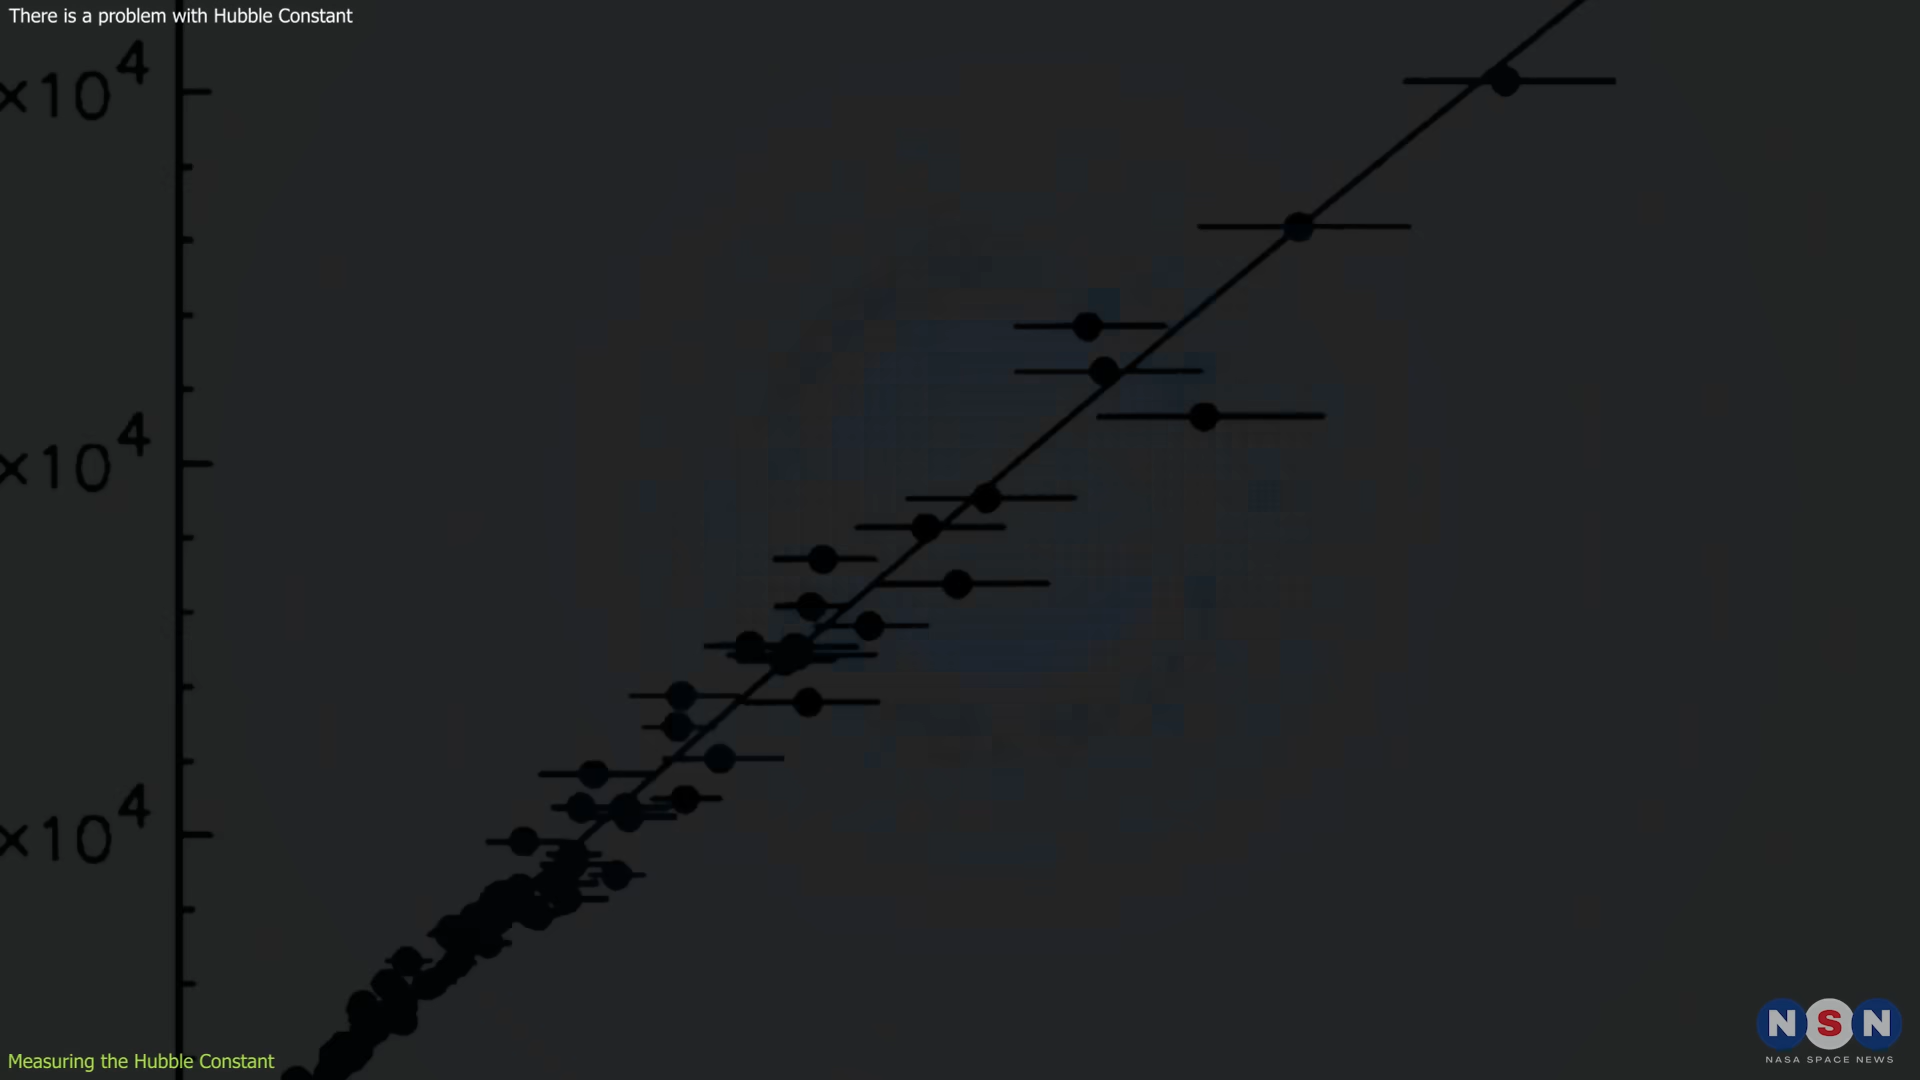 There is a problem with Hubble Constant
×10⁴
×10⁴
×10⁴
Measuring the Hubble Constant
NSN
NASA SPACE NEWS